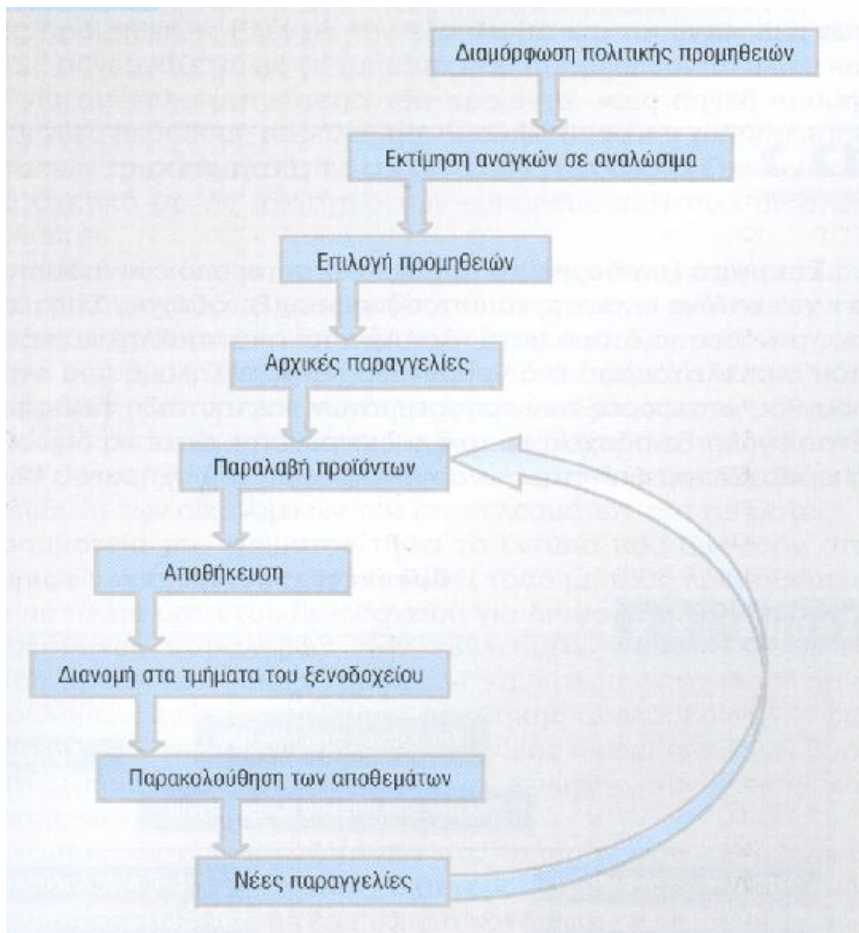 Διαμόρφωση πολιτικής προμηθειών
Εκτίμηση αναγκών σε αναλώσιμα
Επιλογή προμηθειών
Αρχικές παραγγελίες
Παραλαβή προϊόντων
Αποθήκευση
Διανομή στα τμήματα του ξενοδοχείου
Παρακολούθηση των αποθεμάτων
Νέες παραγγελίες